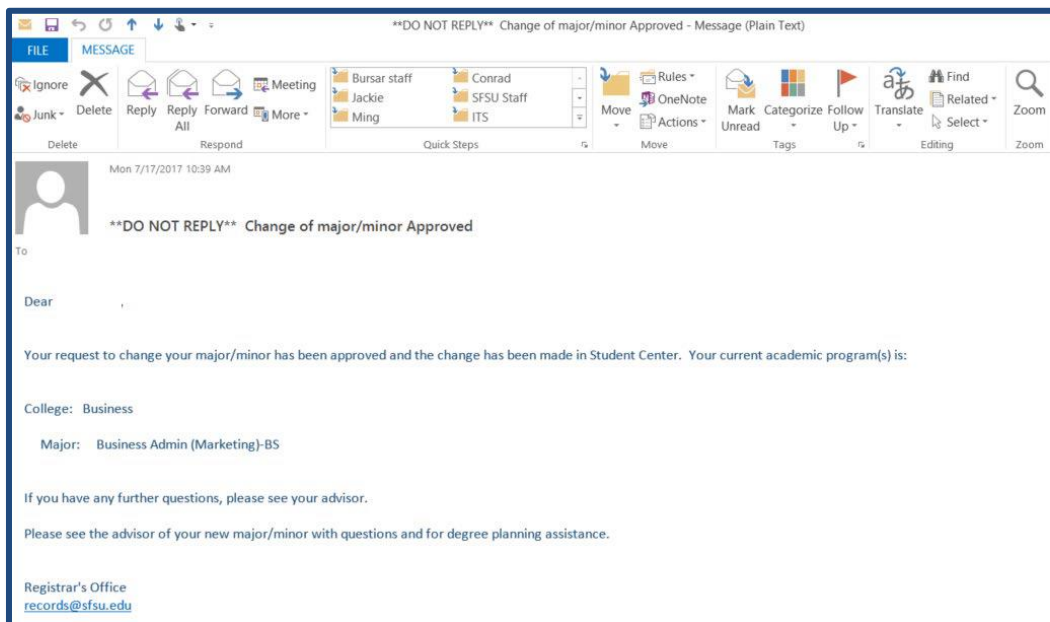 **DO NOT REPLY** Change of major/minor Approved - Message (Plain Text)
FILE MESSAGE
Ignore
Junk
Delete
Reply
Reply All
Forward
Meeting
More
Bursar staff
Jackie
Ming
Conrad
SFSU Staff
ITS
Move
Rules
OneNote
Actions
Mark Unread
Categorize
Follow Up
Translate
Find
Related
Select
Zoom
Delete Respond Quick Steps Move Tags Editing Zoom
Mon 7/17/2017 10:39 AM
**DO NOT REPLY** Change of major/minor Approved
To
Dear ,
Your request to change your major/minor has been approved and the change has been made in Student Center. Your current academic program(s) is:
College: Business
Major: Business Admin (Marketing)-BS
If you have any further questions, please see your advisor.
Please see the advisor of your new major/minor with questions and for degree planning assistance.
Registrar's Office
records@sfsu.edu